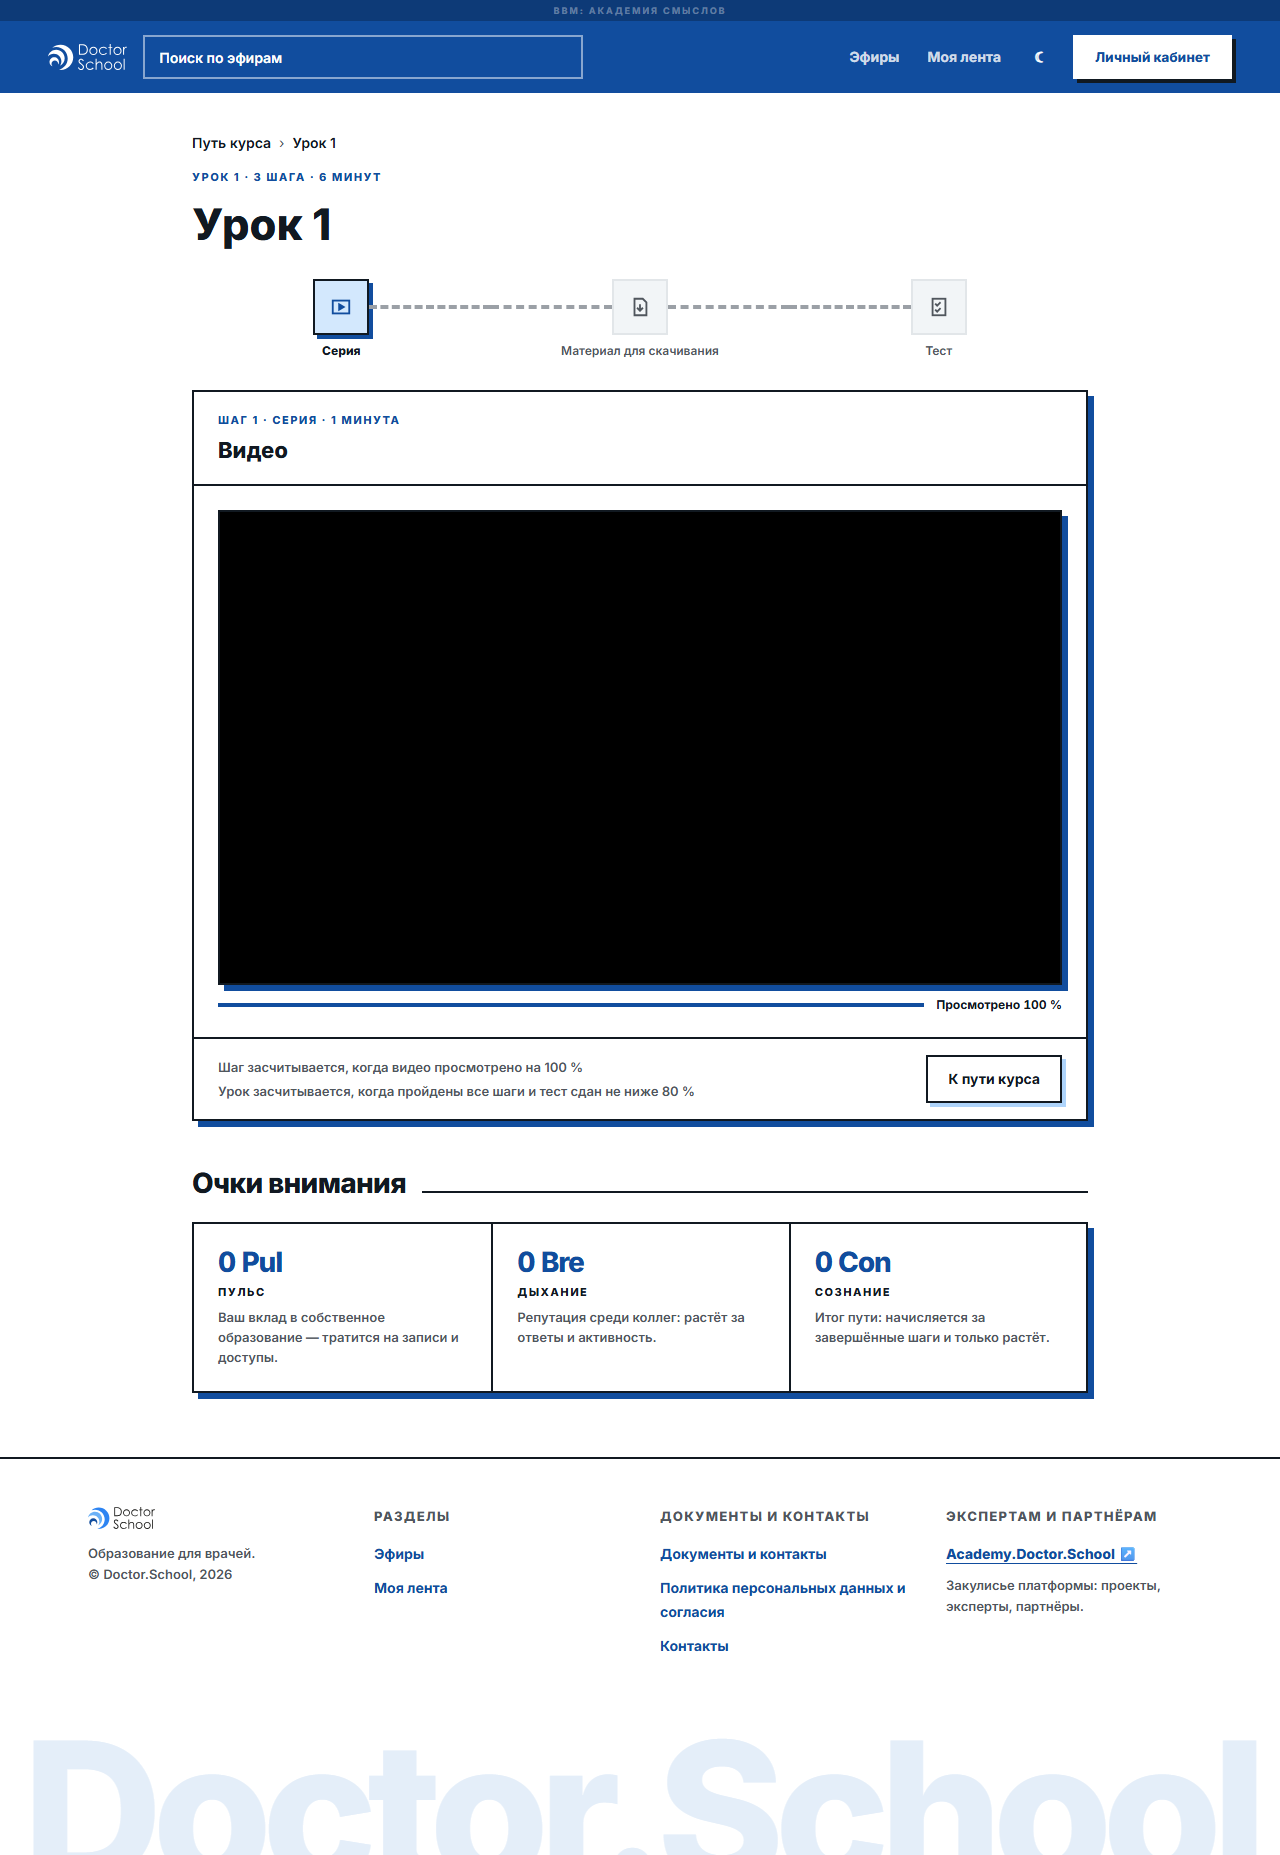 ВВМ: АКАДЕМИЯ СМЫСЛОВ
Doctor
School
Поиск по эфирам
Эфиры
Моя лента
Личный кабинет
Путь курса › Урок 1
УРОК 1 · 3 ШАГА · 6 МИНУТ
Урок 1
Серия
Материал для скачивания
Тест
ШАГ 1 · СЕРИЯ · 1 МИНУТА
Видео
Просмотрено 100 %
Шаг засчитывается, когда видео просмотрено на 100 %
Урок засчитывается, когда пройдены все шаги и тест сдан не ниже 80 %
К пути курса
Очки внимания
0 Pul
ПУЛЬС
Ваш вклад в собственное
образование — тратится на записи и
доступы.
0 Bre
ДЫХАНИЕ
Репутация среди коллег: растёт за
ответы и активность.
0 Con
СОЗНАНИЕ
Итог пути: начисляется за
завершённые шаги и только растёт.
Doctor
School
Образование для врачей.
© Doctor.School, 2026
РАЗДЕЛЫ
Эфиры
Моя лента
ДОКУМЕНТЫ И КОНТАКТЫ
Документы и контакты
Политика персональных данных и
согласия
Контакты
ЭКСПЕРТАМ И ПАРТНЁРАМ
Academy.Doctor.School ↗
Закулисье платформы: проекты,
эксперты, партнёры.
Doctor.School